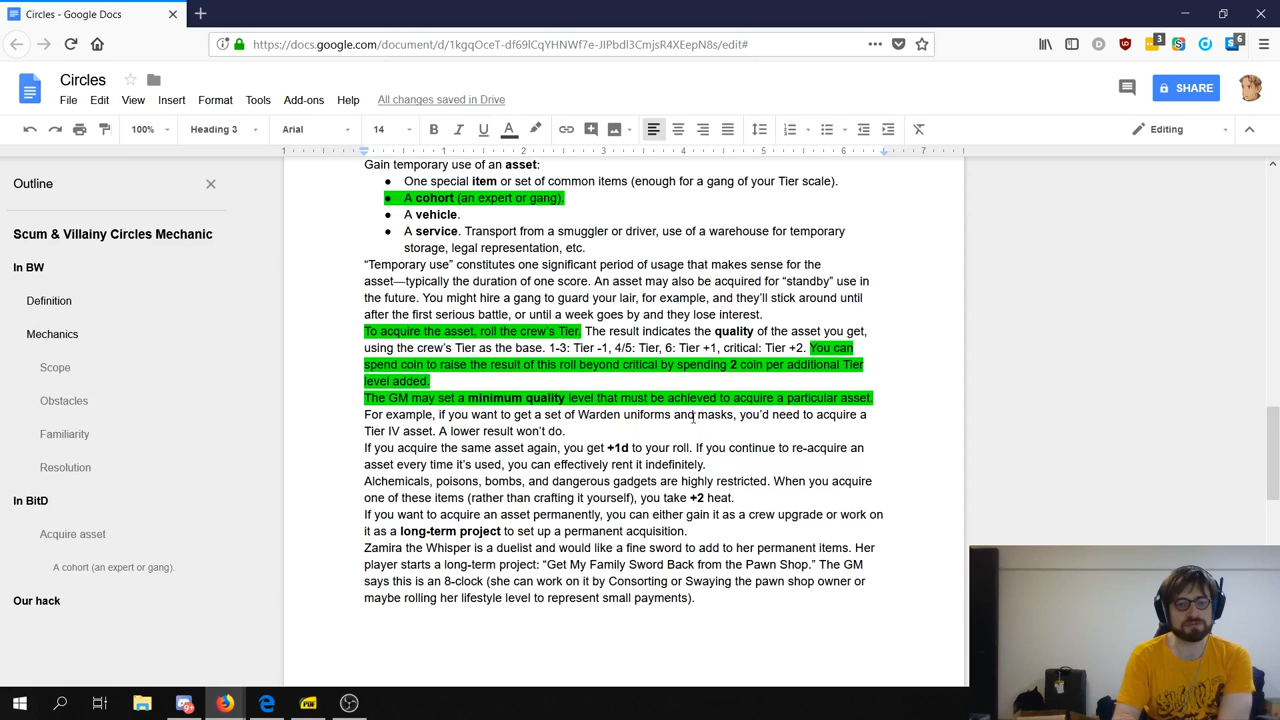 Circles - Google Docs
https://docs.google.com/document/d/1kgqOceT-df69lCqYHNWf7e-JIPbdl3CmjsR4XEepN8s/edit#
3
6
Circles
File Edit View Insert Format Tools Add-ons Help All changes saved in Drive
SHARE
100% Heading 3 Arial 14 Editing
1 1 2 3 4 5 6 7
Outline
Scum & Villainy Circles Mechanic
In BW
Definition
Mechanics
Scope
Obstacles
Familiarity
Resolution
In BitD
Acquire asset
A cohort (an expert or gang).
Our hack
Gain temporary use of an asset:
● One special item or set of common items (enough for a gang of your Tier scale).
● A cohort (an expert or gang).
● A vehicle.
● A service. Transport from a smuggler or driver, use of a warehouse for temporary
storage, legal representation, etc.
“Temporary use” constitutes one significant period of usage that makes sense for the
asset—typically the duration of one score. An asset may also be acquired for “standby” use in
the future. You might hire a gang to guard your lair, for example, and they’ll stick around until
after the first serious battle, or until a week goes by and they lose interest.
To acquire the asset, roll the crew’s Tier. The result indicates the quality of the asset you get,
using the crew’s Tier as the base. 1-3: Tier -1, 4/5: Tier, 6: Tier +1, critical: Tier +2. You can
spend coin to raise the result of this roll beyond critical by spending 2 coin per additional Tier
level added.
The GM may set a minimum quality level that must be achieved to acquire a particular asset.
For example, if you want to get a set of Warden uniforms and masks, you’d need to acquire a
Tier IV asset. A lower result won’t do.
If you acquire the same asset again, you get +1d to your roll. If you continue to re-acquire an
asset every time it’s used, you can effectively rent it indefinitely.
Alchemicals, poisons, bombs, and dangerous gadgets are highly restricted. When you acquire
one of these items (rather than crafting it yourself), you take +2 heat.
If you want to acquire an asset permanently, you can either gain it as a crew upgrade or work on
it as a long-term project to set up a permanent acquisition.
Zamira the Whisper is a duelist and would like a fine sword to add to her permanent items. Her
player starts a long-term project: “Get My Family Sword Back from the Pawn Shop.” The GM
says this is an 8-clock (she can work on it by Consorting or Swaying the pawn shop owner or
maybe rolling her lifestyle level to represent small payments).
PDF